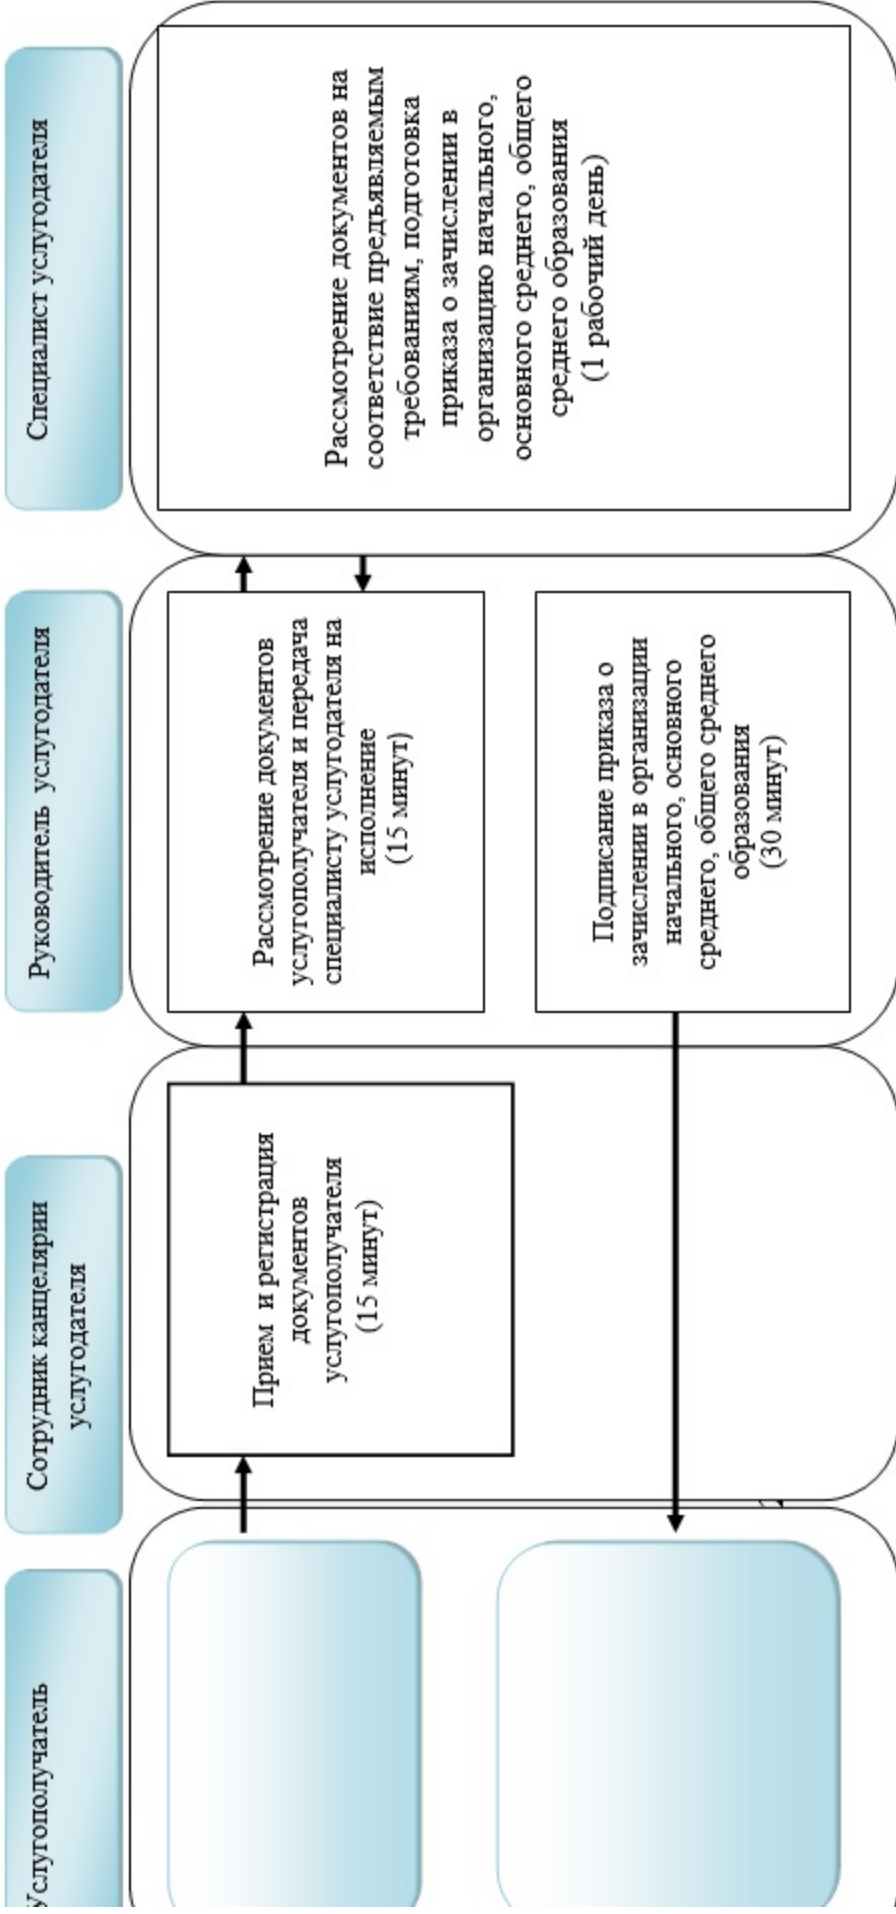 Услугополучатель
Сотрудник канцелярии
услугодателя
Руководитель услугодателя
Специалист услугодателя
Прием и регистрация
документов
услугополучателя
(15 минут)
Рассмотрение документов
услугополучателя и передача
специалисту услугодателя на
исполнение
(15 минут)
Рассмотрение документов на
соответствие предъявляемым
требованиям, подготовка
приказа о зачислении в
организацию начального,
основного среднего, общего
среднего образования
(1 рабочий день)
Подписание приказа о
зачислении в организации
начального, основного
среднего, общего среднего
образования
(30 минут)